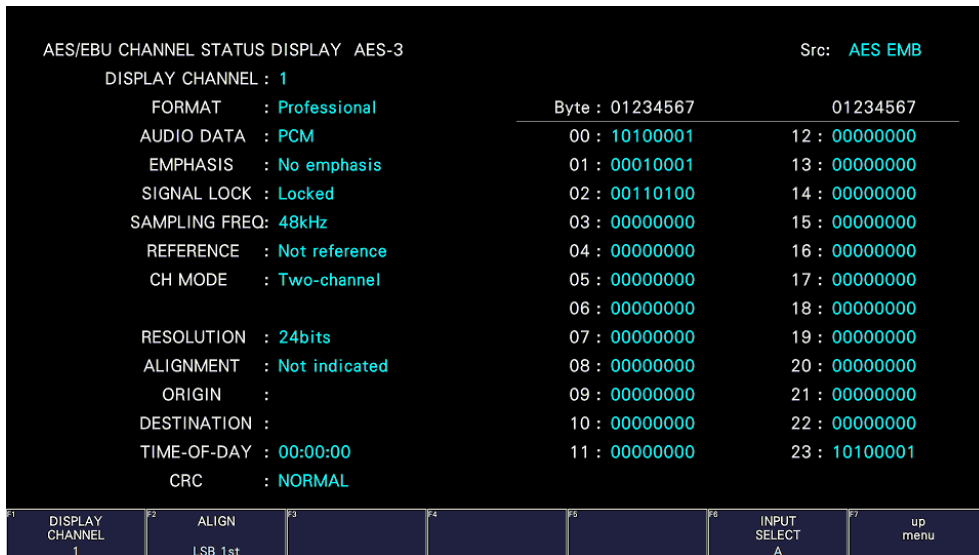 AES/EBU CHANNEL STATUS DISPLAY AES-3 Src: AES EMB
DISPLAY CHANNEL : 1
FORMAT : Professional Byte : 01234567 01234567
AUDIO DATA : PCM 00 : 10100001 12 : 00000000
EMPHASIS : No emphasis 01 : 00010001 13 : 00000000
SIGNAL LOCK : Locked 02 : 00110100 14 : 00000000
SAMPLING FREQ: 48kHz 03 : 00000000 15 : 00000000
REFERENCE : Not reference 04 : 00000000 16 : 00000000
CH MODE : Two-channel 05 : 00000000 17 : 00000000
06 : 00000000 18 : 00000000
RESOLUTION : 24bits 07 : 00000000 19 : 00000000
ALIGNMENT : Not indicated 08 : 00000000 20 : 00000000
ORIGIN : 09 : 00000000 21 : 00000000
DESTINATION : 10 : 00000000 22 : 00000000
TIME-OF-DAY : 00:00:00 11 : 00000000 23 : 10100001
CRC : NORMAL
F1 DISPLAY CHANNEL 1
F2 ALIGN LSB 1st
F3
F4
F5
F6 INPUT SELECT A
F7 up menu